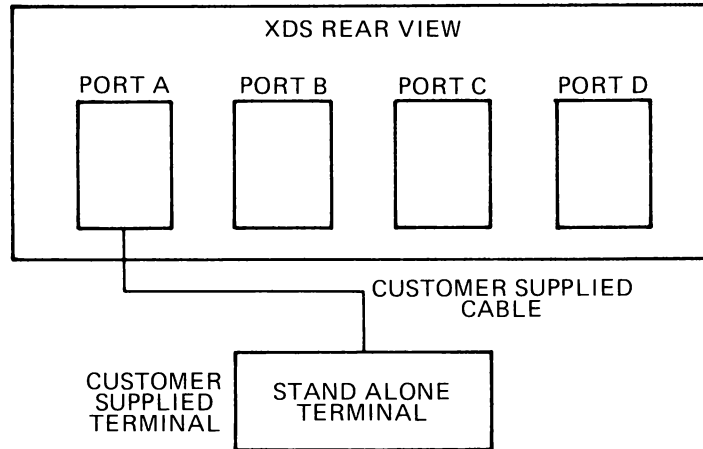 XDS REAR VIEW
PORT A
PORT B
PORT C
PORT D
CUSTOMER SUPPLIED
CABLE
CUSTOMER
SUPPLIED
TERMINAL
STAND ALONE
TERMINAL